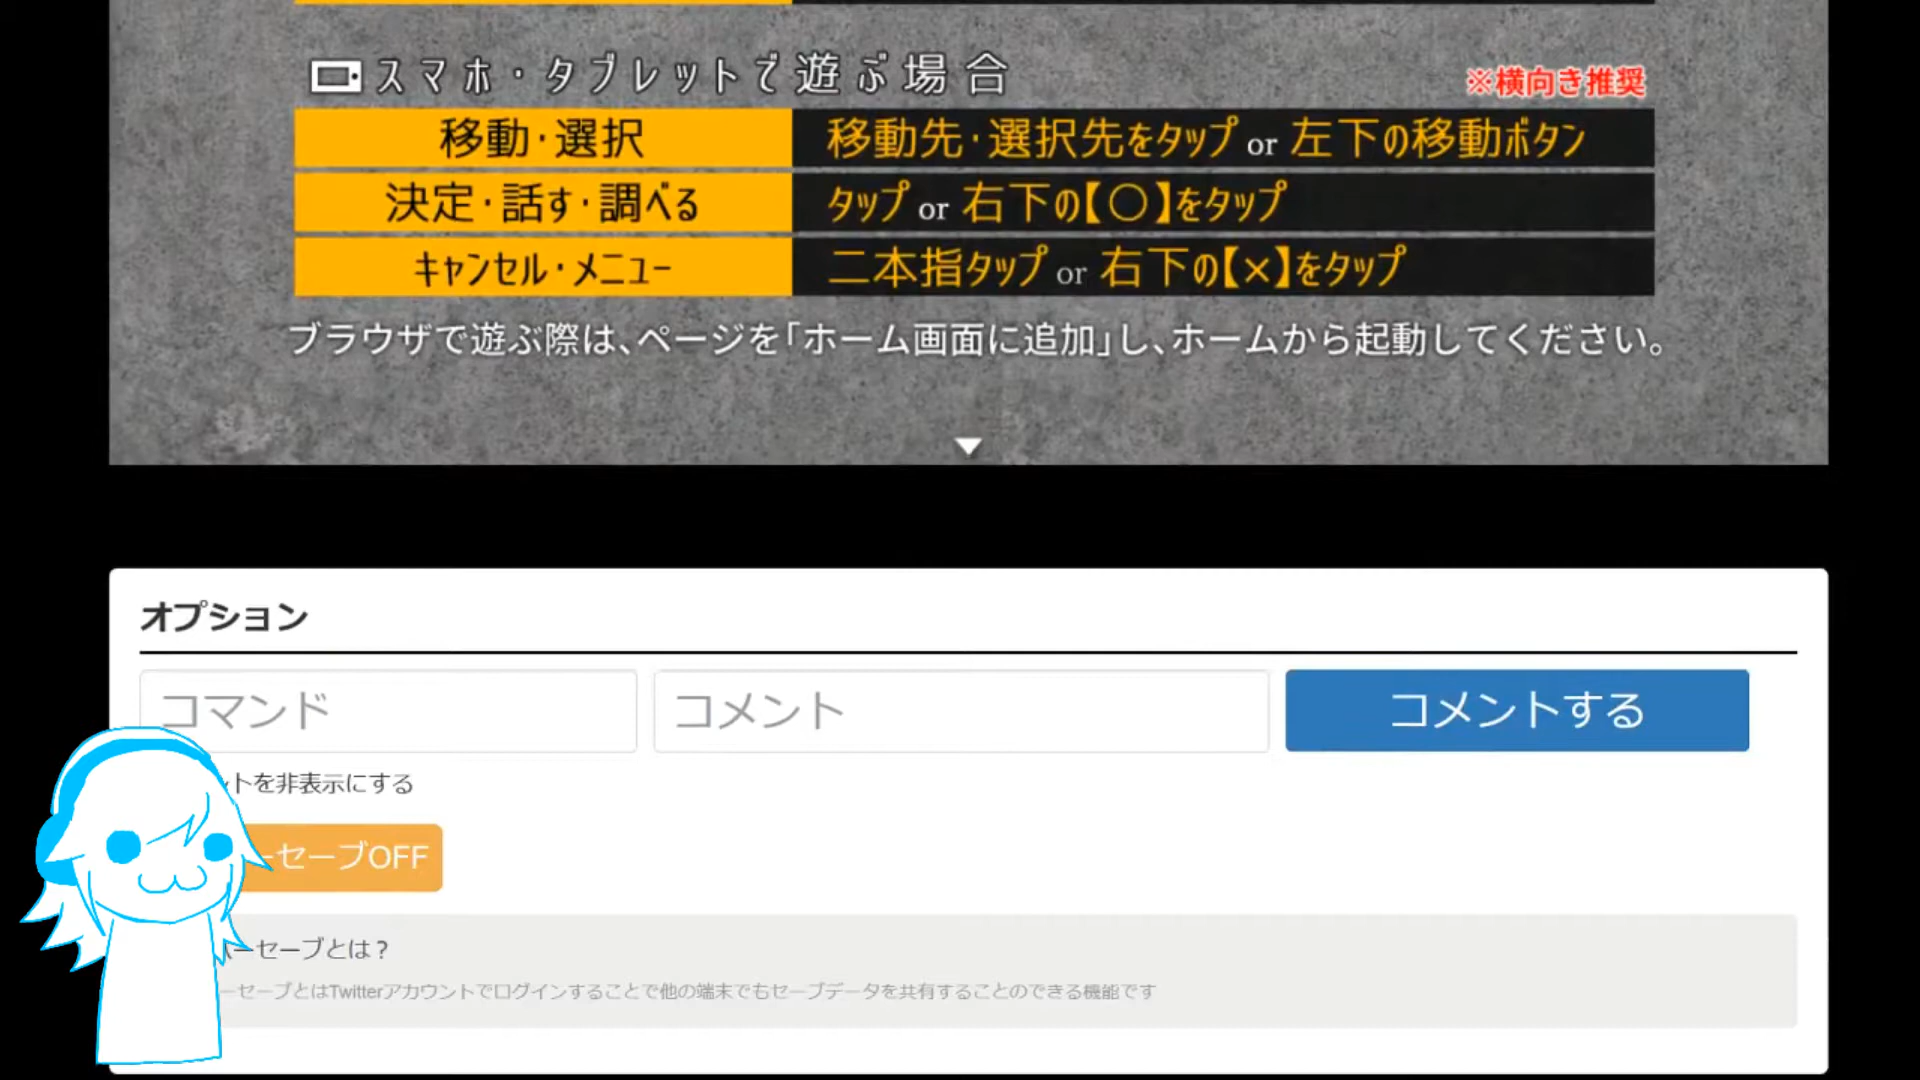 スマホ・タブレットで遊ぶ場合
※横向き推奨
移動・選択 移動先・選択先をタップ or 左下の移動ボタン
決定・話す・調べる タップ or 右下の【○】をタップ
キャンセル・メニュー 二本指タップ or 右下の【×】をタップ
ブラウザで遊ぶ際は、ページを「ホーム画面に追加」し、ホームから起動してください。
オプション
コマンド コメント コメントする
トを非表示にする
ーセーブOFF
ーセーブとは？
ーセーブとはTwitterアカウントでログインすることで他の端末でもセーブデータを共有することのできる機能です